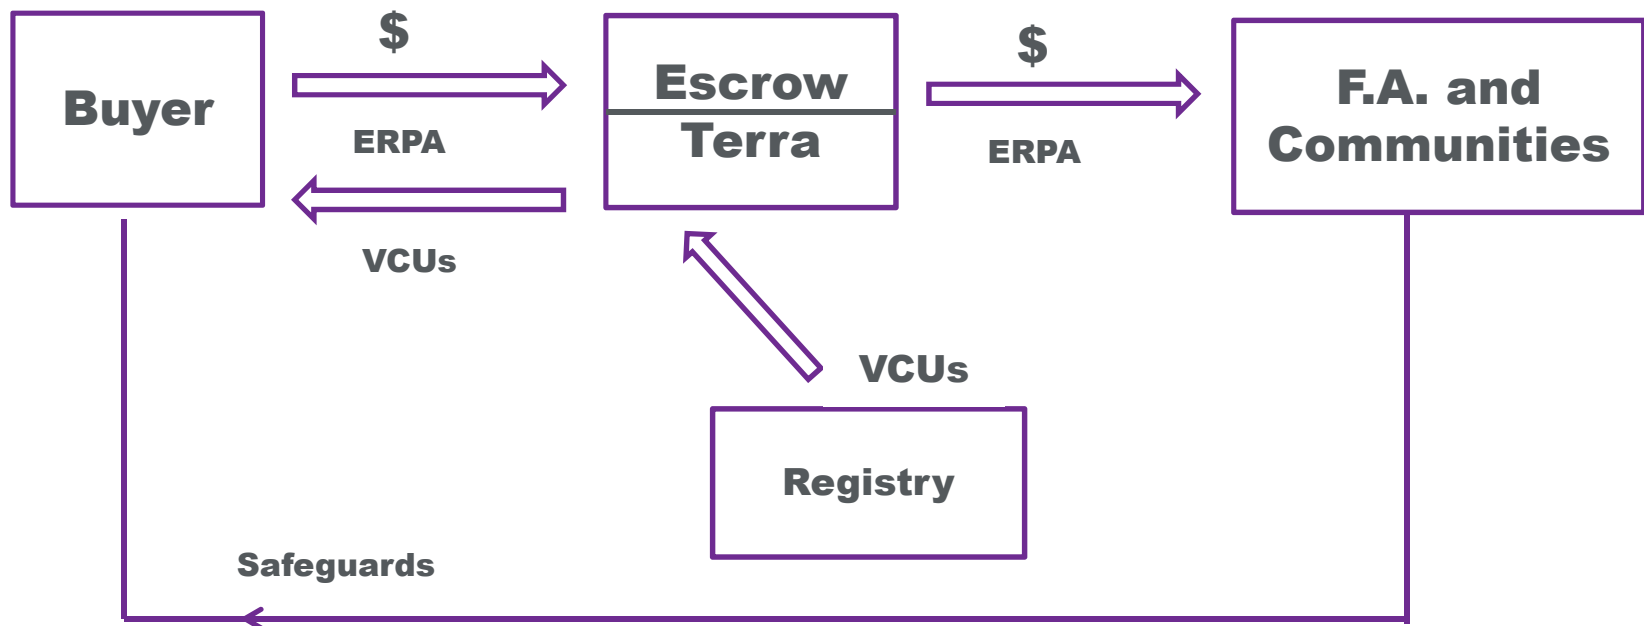 $
$
Buyer
Escrow
Terra
F.A. and
Communities
ERPA
ERPA
VCUs
VCUs
Registry
Safeguards